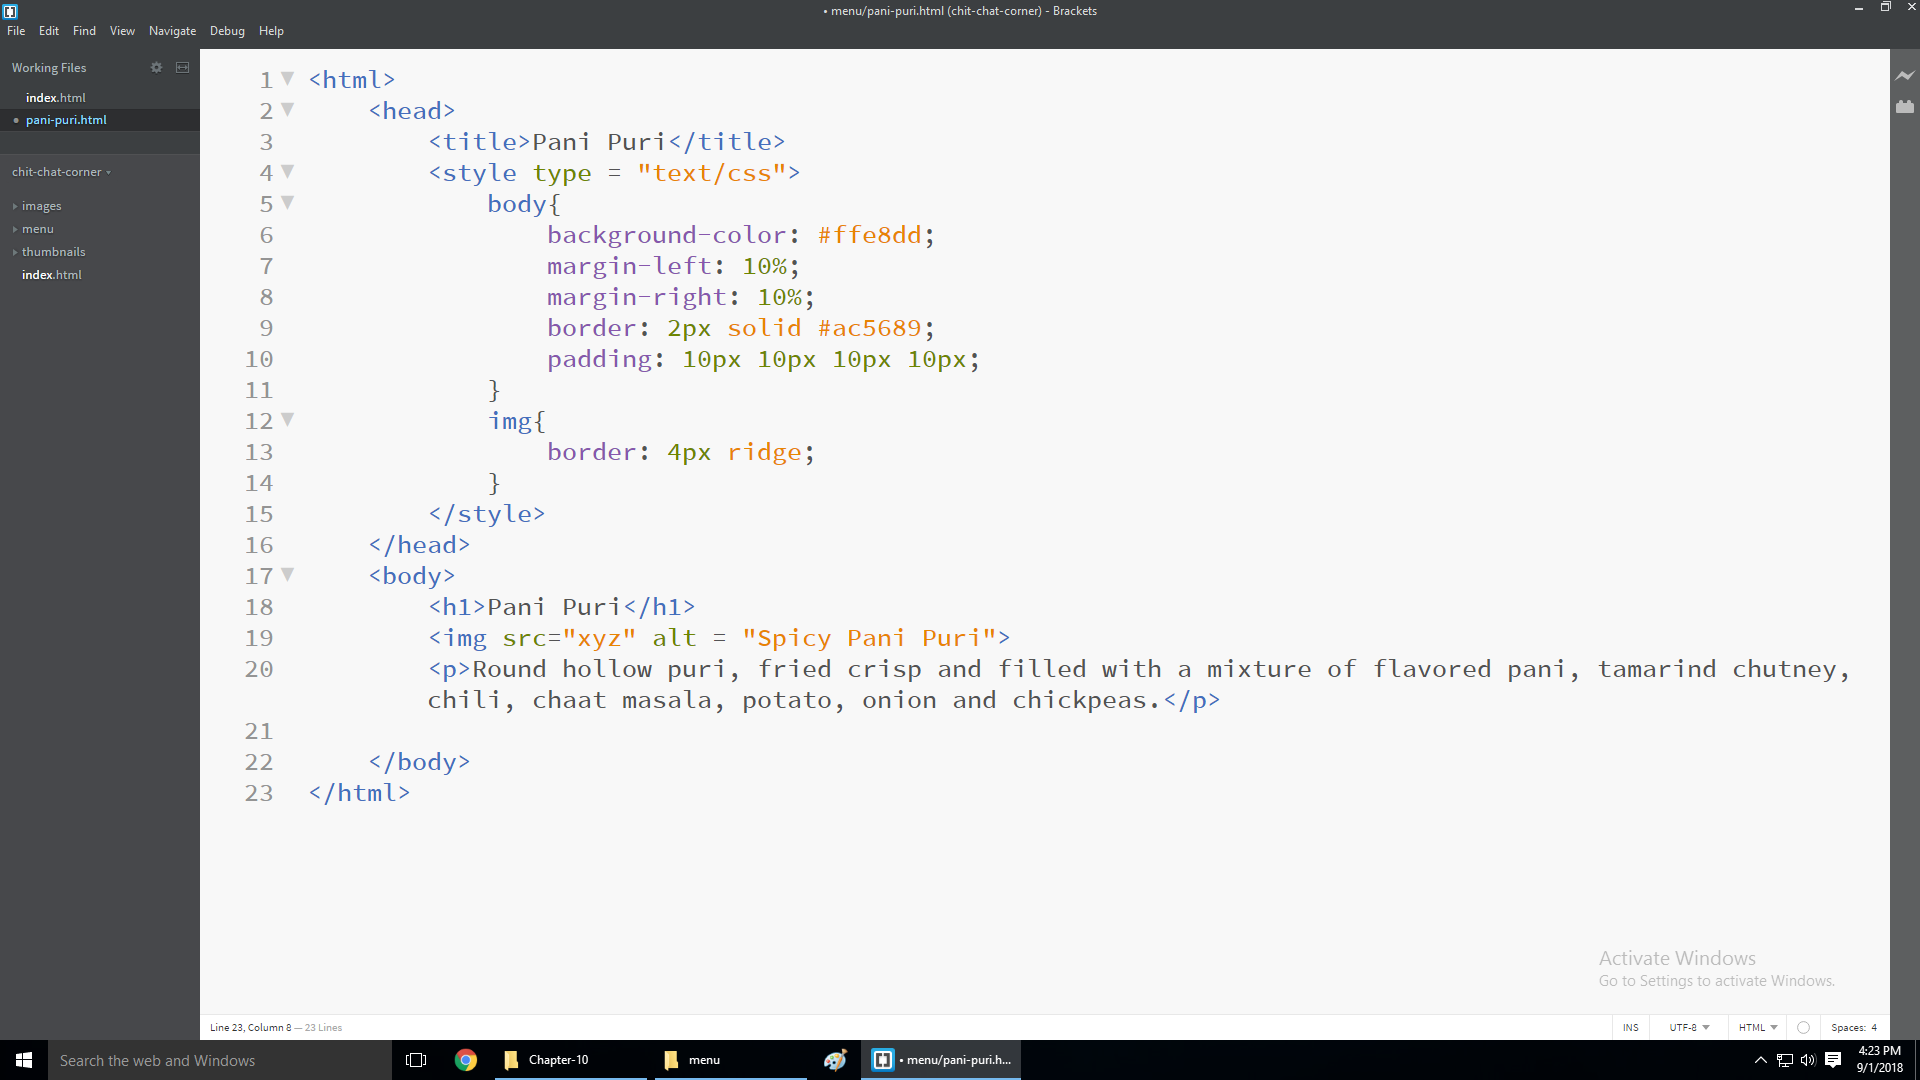 • menu/pani-puri.html (chit-chat-corner) - Brackets
File Edit Find View Navigate Debug Help
Working Files
index.html
• pani-puri.html
chit-chat-corner
images
menu
thumbnails
index.html
1 <html>
2 <head>
3 <title>Pani Puri</title>
4 <style type = "text/css">
5 body{
6 background-color: #ffe8dd;
7 margin-left: 10%;
8 margin-right: 10%;
9 border: 2px solid #ac5689;
10 padding: 10px 10px 10px 10px;
11 }
12 img{
13 border: 4px ridge;
14 }
15 </style>
16 </head>
17 <body>
18 <h1>Pani Puri</h1>
19 <img src="xyz" alt = "Spicy Pani Puri">
20 <p>Round hollow puri, fried crisp and filled with a mixture of flavored pani, tamarind chutney,
chili, chaat masala, potato, onion and chickpeas.</p>
21
22 </body>
23 </html>
Activate Windows
Go to Settings to activate Windows.
Line 23, Column 8 — 23 Lines
INS UTF-8 HTML Spaces: 4
Search the web and Windows
Chapter-10
menu
• menu/pani-puri.h...
4:23 PM
9/1/2018